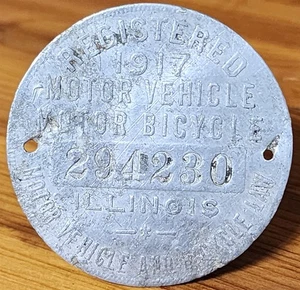 REGISTERED
1917
MOTOR VEHICLE
MOTOR BICYCLE
294230
ILLINOIS
MOTOR VEHICLE AND BICYCLE LAW